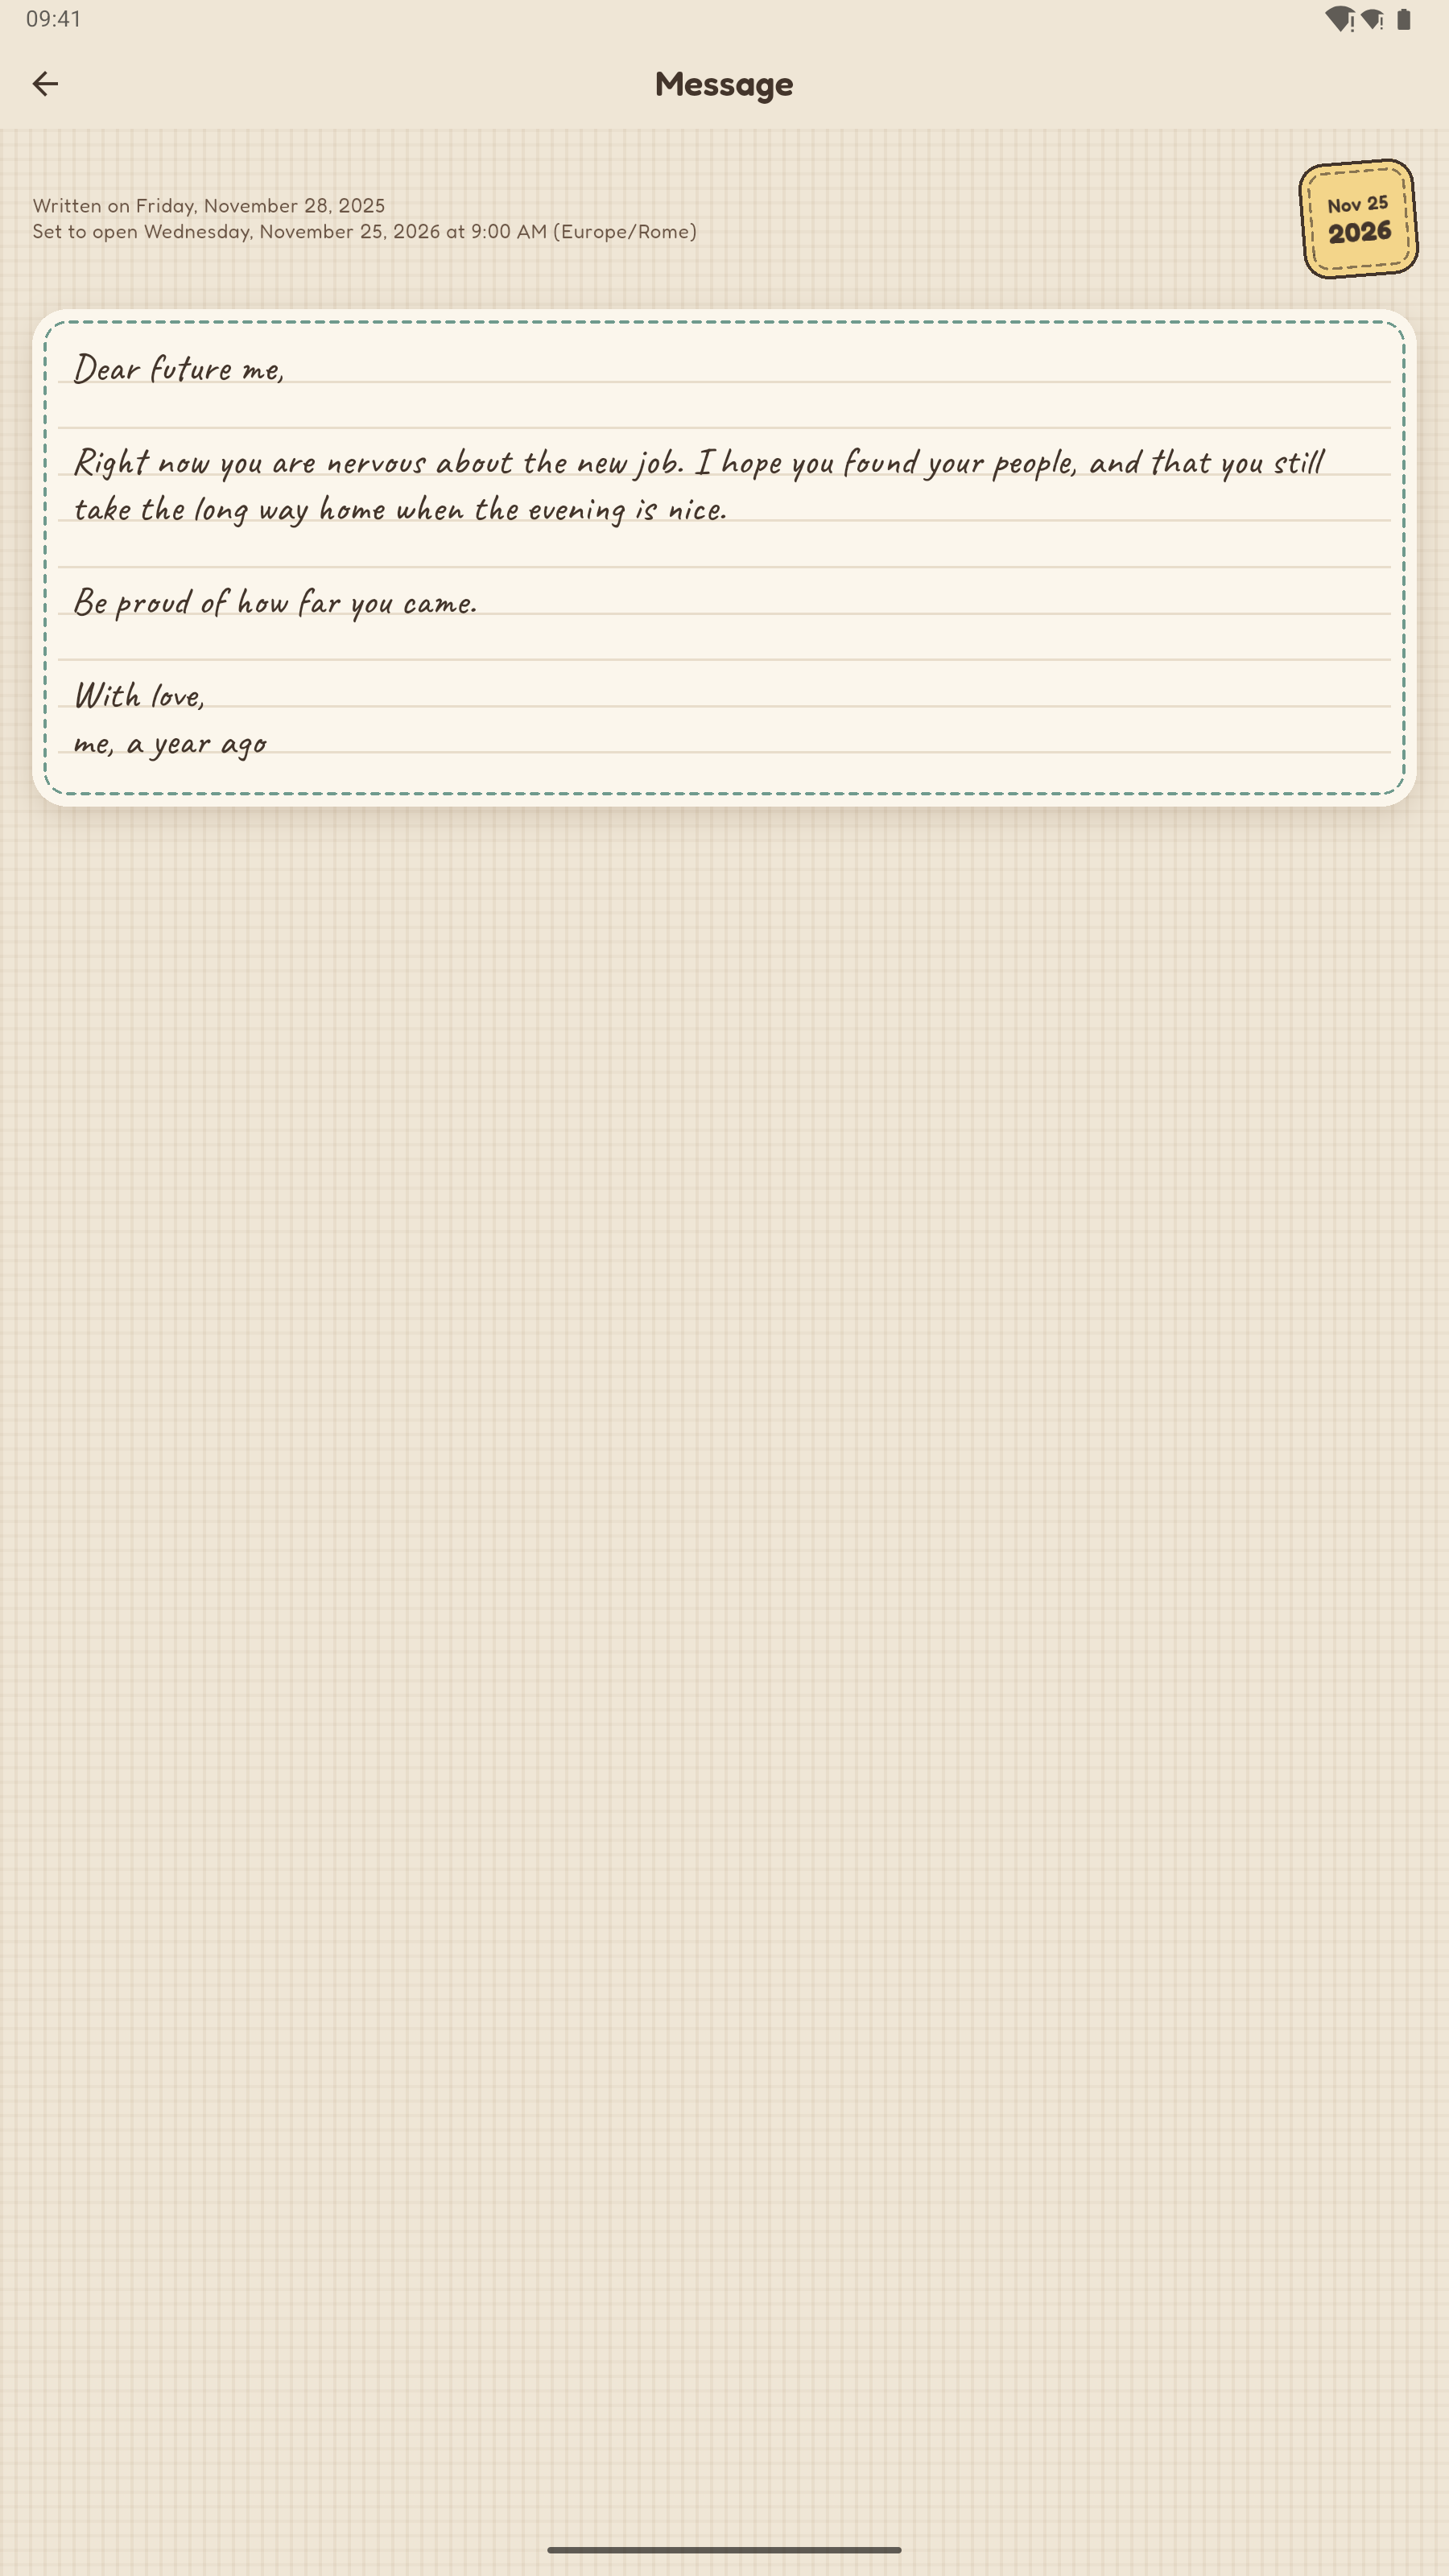 09:41
Message
Written on Friday, November 28, 2025
Set to open Wednesday, November 25, 2026 at 9:00 AM (Europe/Rome)
Nov 25
2026
Dear future me,
Right now you are nervous about the new job. I hope you found your people, and that you still
take the long way home when the evening is nice.
Be proud of how far you came.
With love,
me, a year ago